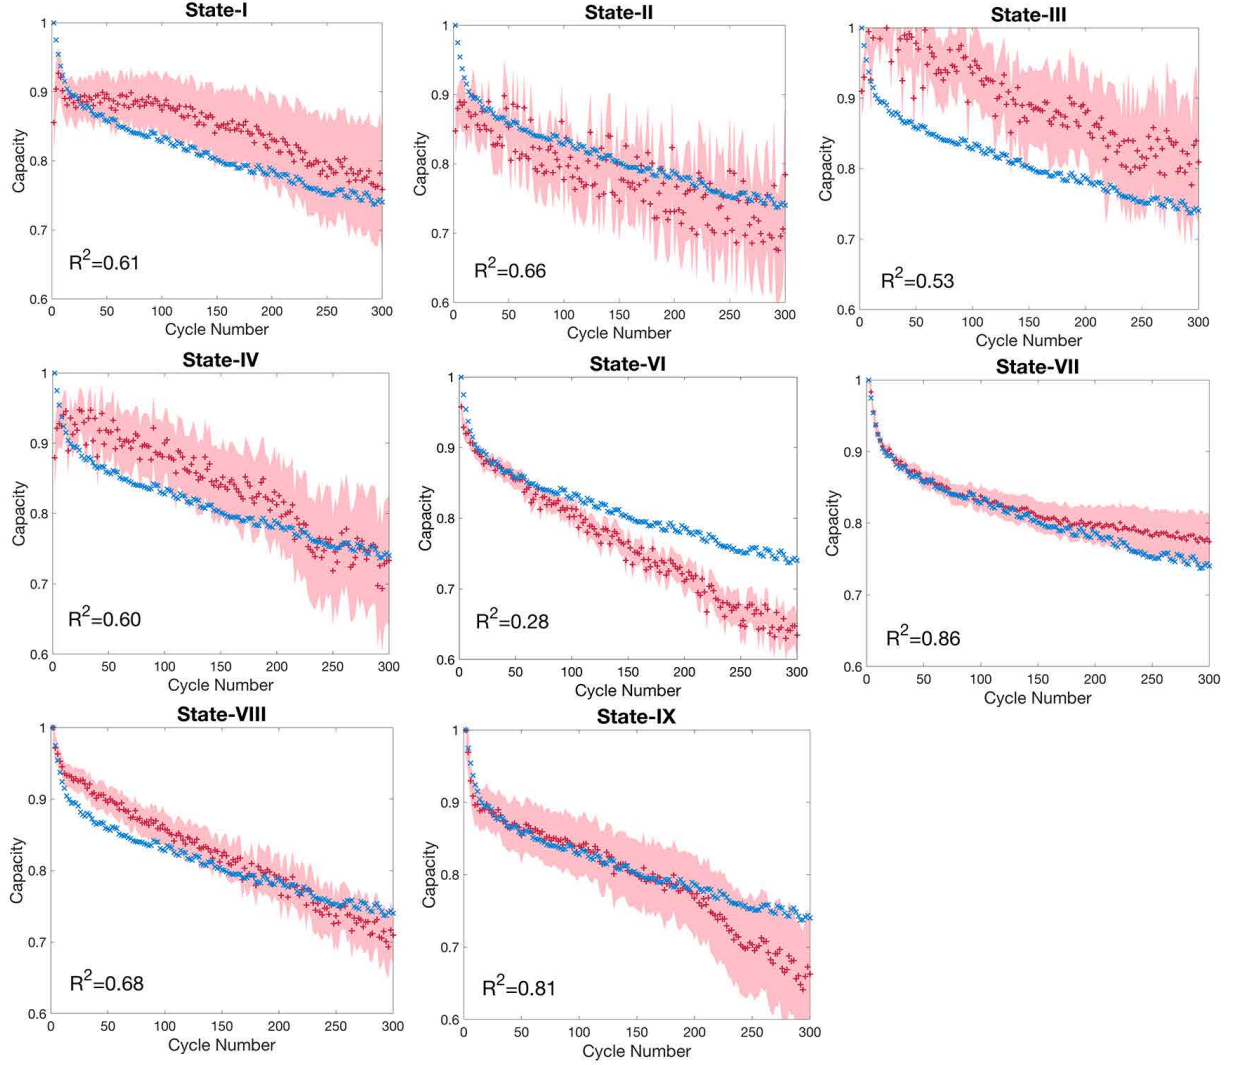 State-I
1
0.9
0.8
0.7
0.6
Capacity
R2=0.61
0 50 100 150 200 250 300
Cycle Number
State-II
1
0.9
0.8
0.7
0.6
Capacity
R2=0.66
0 50 100 150 200 250 300
Cycle Number
State-III
1
0.9
0.8
0.7
0.6
Capacity
R2=0.53
0 50 100 150 200 250 300
Cycle Number
State-IV
1
0.9
0.8
0.7
0.6
Capacity
R2=0.60
0 50 100 150 200 250 300
Cycle Number
State-VI
1
0.9
0.8
0.7
0.6
Capacity
R2=0.28
0 50 100 150 200 250 300
Cycle Number
State-VII
1
0.9
0.8
0.7
0.6
Capacity
R2=0.86
0 50 100 150 200 250 300
Cycle Number
State-VIII
1
0.9
0.8
0.7
0.6
Capacity
R2=0.68
0 50 100 150 200 250 300
Cycle Number
State-IX
1
0.9
0.8
0.7
0.6
Capacity
R2=0.81
0 50 100 150 200 250 300
Cycle Number